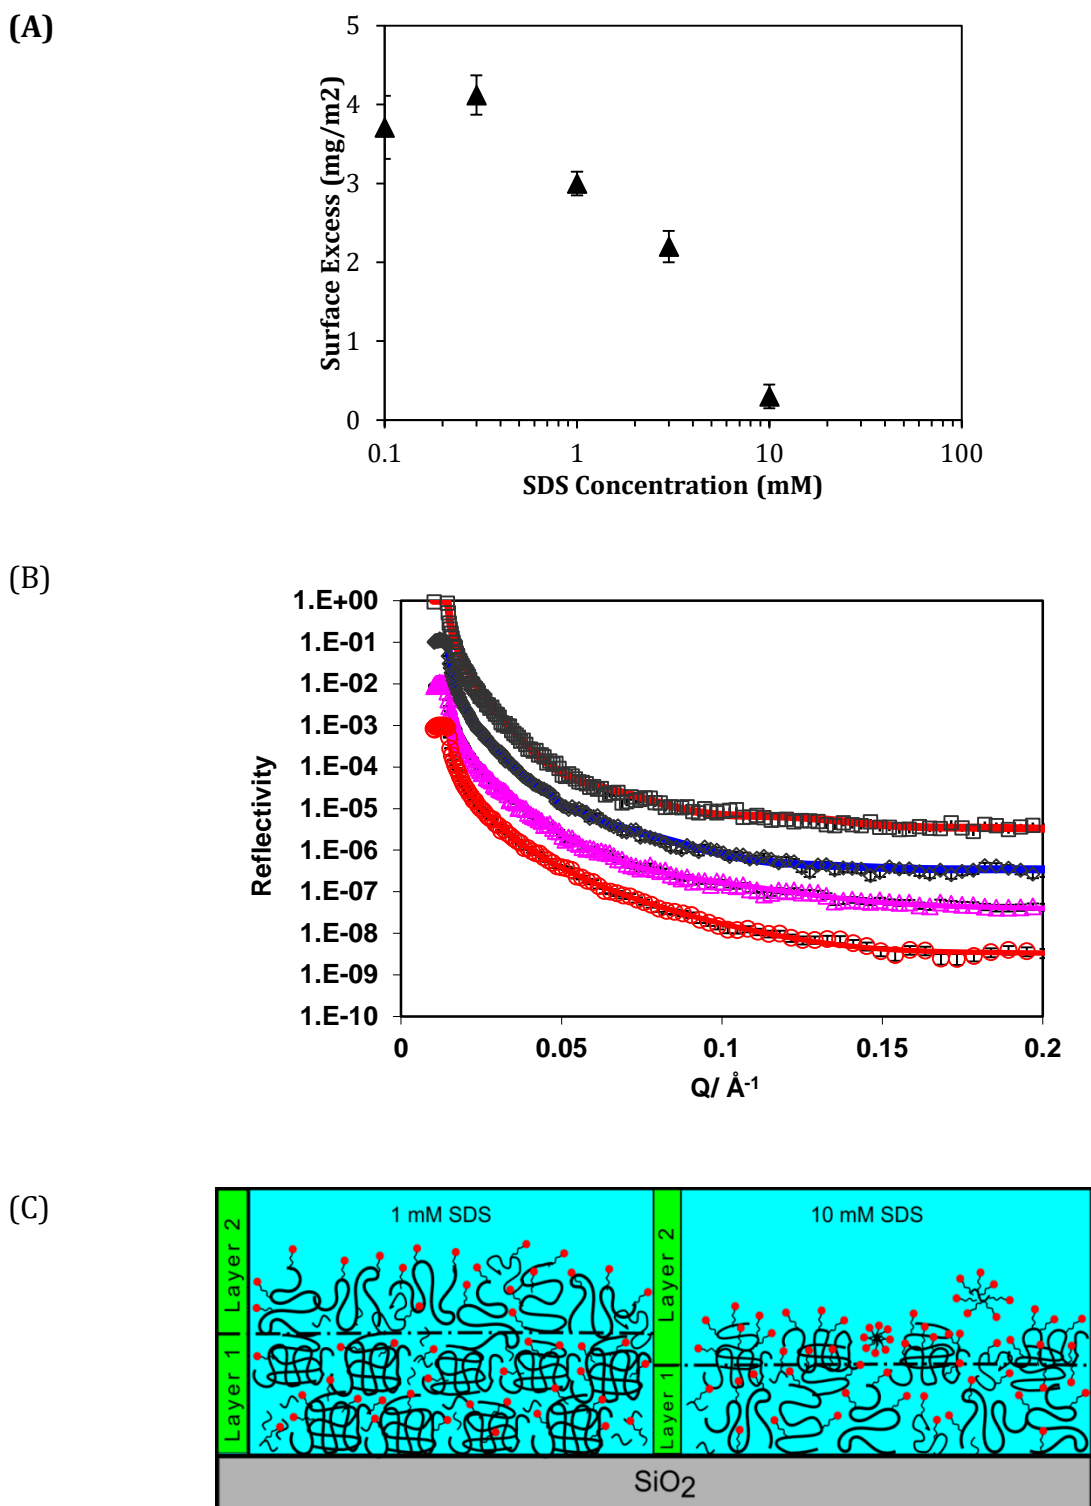 (A)
5
4
3
2
1
0
Surface Excess (mg/m2)
0.1
1
10
100
SDS Concentration (mM)
(B)
1.E+00
1.E-01
1.E-02
1.E-03
1.E-04
1.E-05
1.E-06
1.E-07
1.E-08
1.E-09
1.E-10
Reflectivity
0
0.05
0.1
0.15
0.2
Q/ Å⁻¹
(C)
Layer 2
Layer 1
1 mM SDS
Layer 2
Layer 1
10 mM SDS
SiO₂